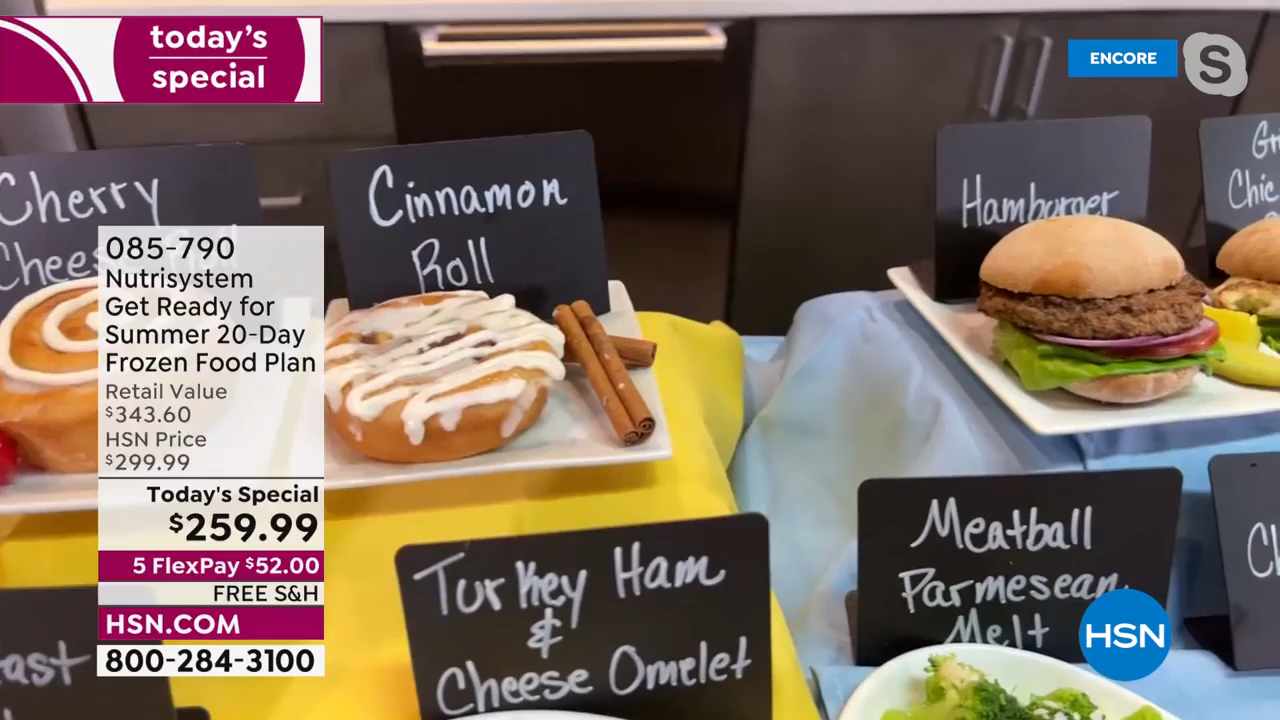 today's
special
ENCORE
S
Cherry
Cinnamon
Roll
Hamburger
Chic
085-790
Nutrisystem
Get Ready for
Summer 20-Day
Frozen Food Plan
Retail Value
$343.60
HSN Price
$299.99
Today's Special
$259.99
5 FlexPay $52.00
FREE S&H
HSN.COM
800-284-3100
Turkey Ham
&
Cheese Omelet
Meatball
Parmesean
Melt
HSN